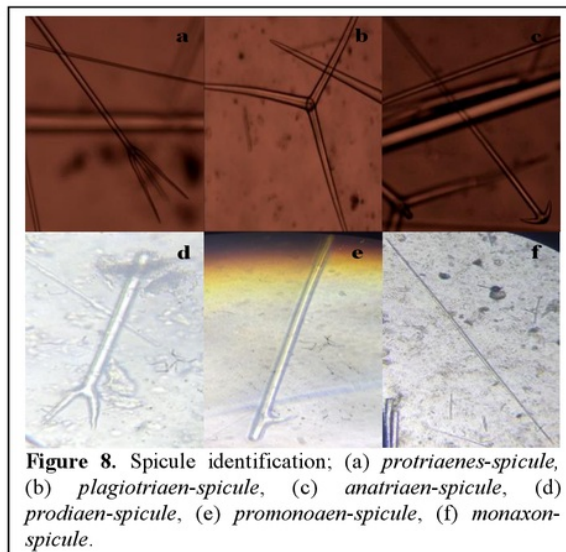 a b c
d e f
Figure 8. Spicule identification; (a) protriaenes-spicule,
(b) plagiotriaen-spicule, (c) anatriaen-spicule, (d)
prodiaen-spicule, (e) promonoaen-spicule, (f) monaxon-
spicule.